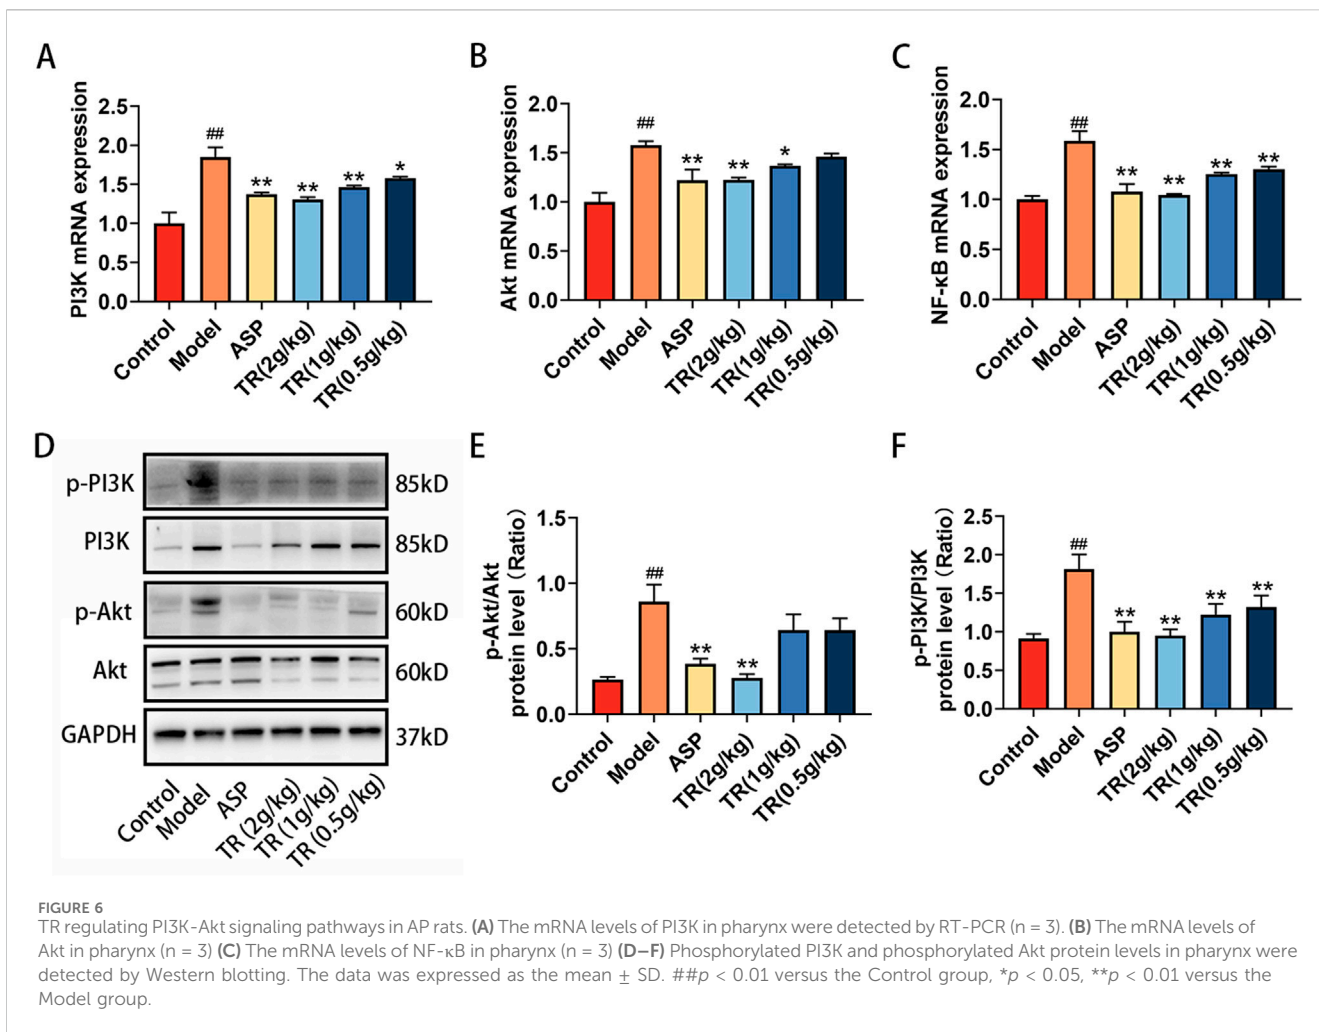 A
PI3K mRNA expression
2.5
2.0
1.5
1.0
0.5
0.0
##
**
**
**
*
Control
Model
ASP
TR(2g/kg)
TR(1g/kg)
TR(0.5g/kg)
B
Akt mRNA expression
2.0
1.5
1.0
0.5
0.0
##
**
**
*
Control
Model
ASP
TR(2g/kg)
TR(1g/kg)
TR(0.5g/kg)
C
NF-κB mRNA expression
2.0
1.5
1.0
0.5
0.0
##
**
**
**
**
Control
Model
ASP
TR(2g/kg)
TR(1g/kg)
TR(0.5g/kg)
D
p-PI3K 85kD
PI3K 85kD
p-Akt 60kD
Akt 60kD
GAPDH 37kD
Control
Model
ASP
TR (2g/kg)
TR (1g/kg)
TR (0.5g/kg)
E
p-Akt/Akt
protein level (Ratio)
1.5
1.0
0.5
0.0
##
**
**
Control
Model
ASP
TR(2g/kg)
TR(1g/kg)
TR(0.5g/kg)
F
p-PI3K/PI3K
protein level (Ratio)
2.5
2.0
1.5
1.0
0.5
0.0
##
**
**
**
**
Control
Model
ASP
TR(2g/kg)
TR(1g/kg)
TR(0.5g/kg)
FIGURE 6
TR regulating PI3K-Akt signaling pathways in AP rats. (A) The mRNA levels of PI3K in pharynx were detected by RT-PCR (n = 3). (B) The mRNA levels of
Akt in pharynx (n = 3) (C) The mRNA levels of NF-κB in pharynx (n = 3) (D–F) Phosphorylated PI3K and phosphorylated Akt protein levels in pharynx were
detected by Western blotting. The data was expressed as the mean ± SD. ##p < 0.01 versus the Control group, *p < 0.05, **p < 0.01 versus the
Model group.